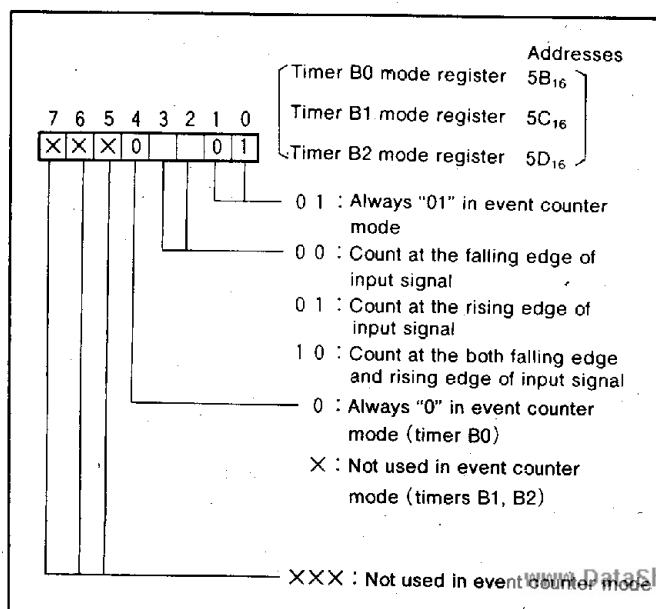 Addresses
Timer B0 mode register 5B₁₆
Timer B1 mode register 5C₁₆
Timer B2 mode register 5D₁₆
7 6 5 4 3 2 1 0
× × × 0 0 1
0 1 : Always "01" in event counter
mode
0 0 : Count at the falling edge of
input signal
0 1 : Count at the rising edge of
input signal
1 0 : Count at the both falling edge
and rising edge of input signal
0 : Always "0" in event counter
mode (timer B0)
× : Not used in event counter
mode (timers B1, B2)
××× : Not used in event counter mode
www.DataSh